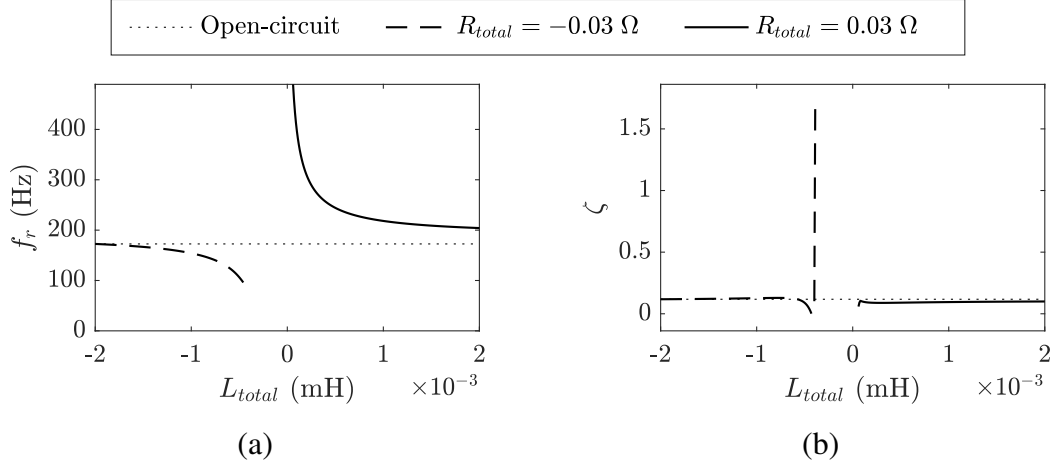 Open-circuit R_total = −0.03 Ω R_total = 0.03 Ω
400
300
200
100
0
f_r (Hz)
-2 -1 0 1 2
L_total (mH) ×10^−3
(a)
1.5
1
0.5
0
ζ
-2 -1 0 1 2
L_total (mH) ×10^−3
(b)